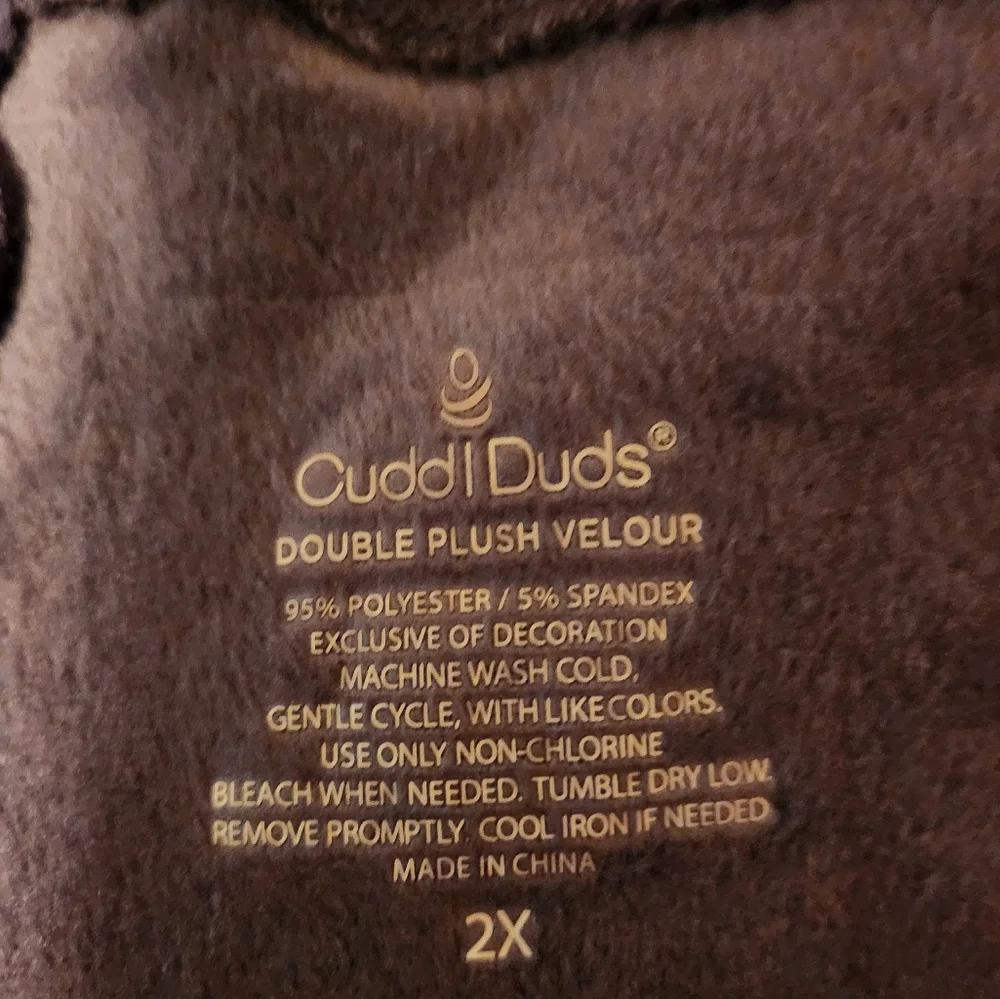 Cuddl Duds®
DOUBLE PLUSH VELOUR
95% POLYESTER / 5% SPANDEX
EXCLUSIVE OF DECORATION
MACHINE WASH COLD,
GENTLE CYCLE, WITH LIKE COLORS.
USE ONLY NON-CHLORINE
BLEACH WHEN NEEDED. TUMBLE DRY LOW.
REMOVE PROMPTLY. COOL IRON IF NEEDED
MADE IN CHINA
2X